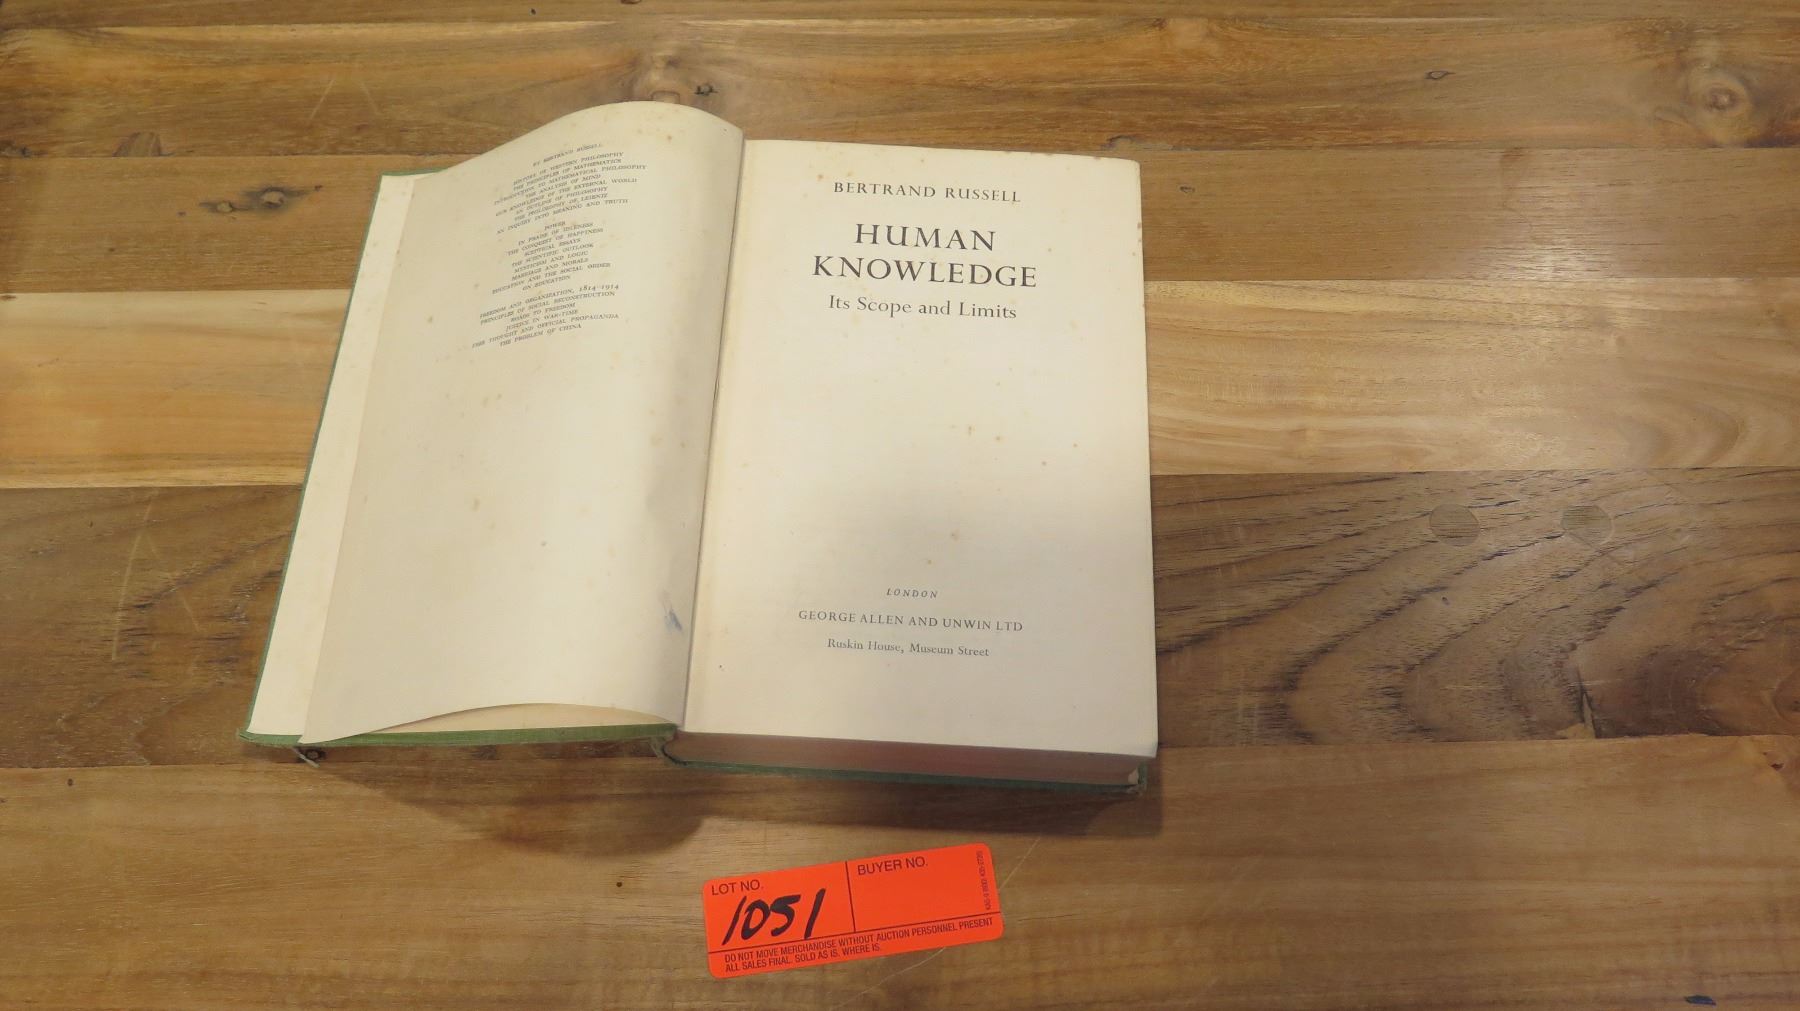 BY BERTRAND RUSSELL
HISTORY OF WESTERN PHILOSOPHY
THE PRINCIPLES OF MATHEMATICS
INTRODUCTION TO MATHEMATICAL PHILOSOPHY
THE ANALYSIS OF MIND
OUR KNOWLEDGE OF THE EXTERNAL WORLD
AN OUTLINE OF PHILOSOPHY
THE PHILOSOPHY OF LEIBNIZ
AN INQUIRY INTO MEANING AND TRUTH
POWER
IN PRAISE OF IDLENESS
THE CONQUEST OF HAPPINESS
SCEPTICAL ESSAYS
THE SCIENTIFIC OUTLOOK
MYSTICISM AND LOGIC
MARRIAGE AND MORALS
EDUCATION AND THE SOCIAL ORDER
ON EDUCATION
FREEDOM AND ORGANIZATION, 1814-1914
PRINCIPLES OF SOCIAL RECONSTRUCTION
ROADS TO FREEDOM
JUSTICE IN WAR-TIME
FREE THOUGHT AND OFFICIAL PROPAGANDA
THE PROBLEM OF CHINA
BERTRAND RUSSELL
HUMAN
KNOWLEDGE
Its Scope and Limits
LONDON
GEORGE ALLEN AND UNWIN LTD
Ruskin House, Museum Street
LOT NO.
1051
BUYER NO.
DO NOT MOVE MERCHANDISE WITHOUT AUCTION PERSONNEL PRESENT
ALL SALES FINAL. SOLD AS IS. WHERE IS.